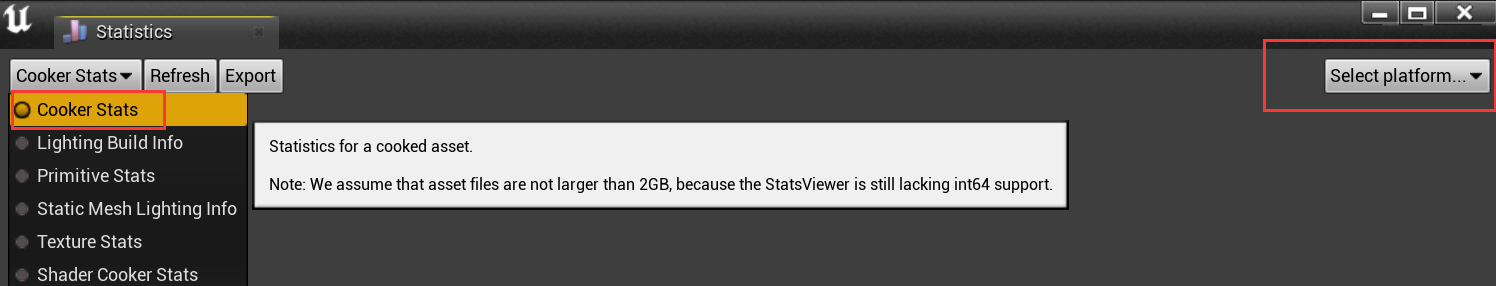 Statistics
Cooker Stats
Refresh
Export
Select platform...
Cooker Stats
Lighting Build Info
Primitive Stats
Static Mesh Lighting Info
Texture Stats
Shader Cooker Stats
Statistics for a cooked asset.
Note: We assume that asset files are not larger than 2GB, because the StatsViewer is still lacking int64 support.